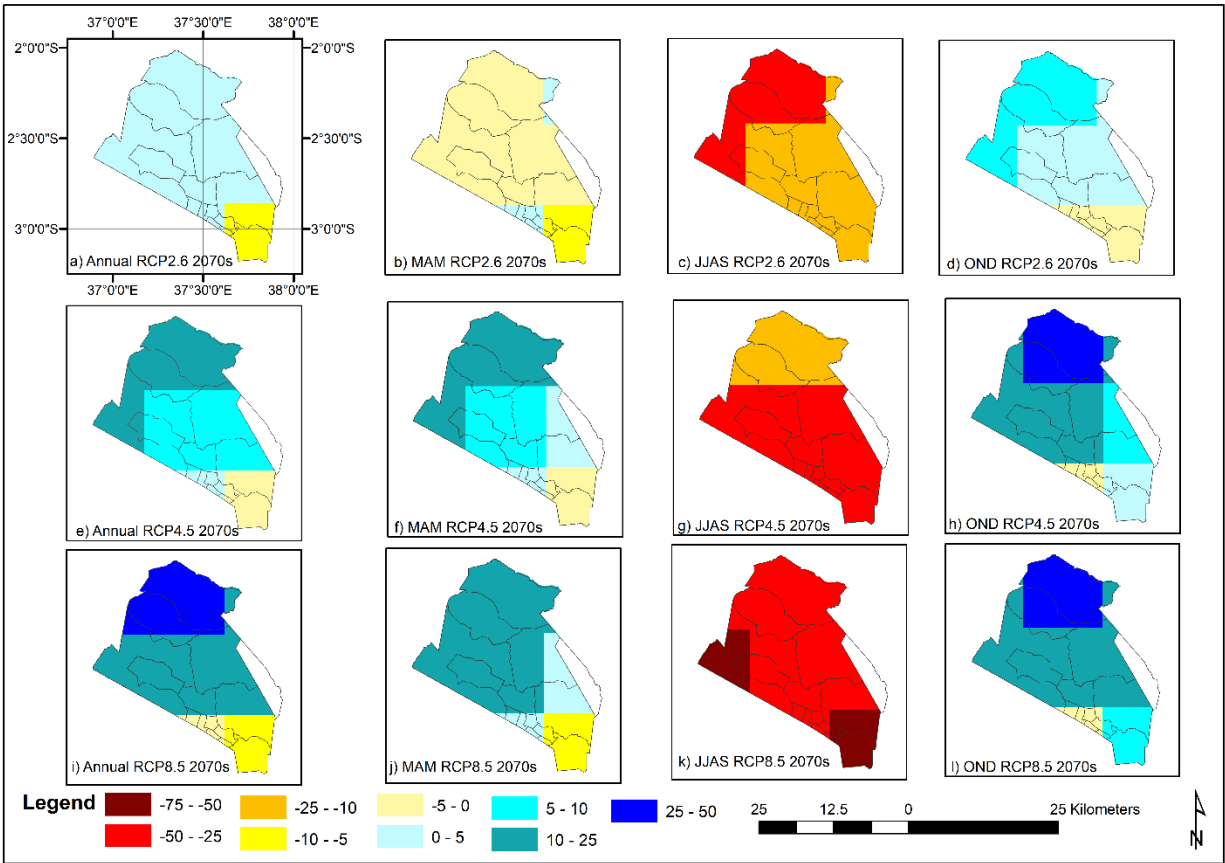 37°0'0"E 37°30'0"E 38°0'0"E
2°0'0"S 2°0'0"S
2°30'0"S 2°30'0"S
3°0'0"S 3°0'0"S
a) Annual RCP2.6 2070s
37°0'0"E 37°30'0"E 38°0'0"E
b) MAM RCP2.6 2070s
c) JJAS RCP2.6 2070s
d) OND RCP2.6 2070s
e) Annual RCP4.5 2070s
f) MAM RCP4.5 2070s
g) JJAS RCP4.5 2070s
h) OND RCP4.5 2070s
i) Annual RCP8.5 2070s
j) MAM RCP8.5 2070s
k) JJAS RCP8.5 2070s
l) OND RCP8.5 2070s
Legend
-75 - -50
-50 - -25
-25 - -10
-10 - -5
-5 - 0
0 - 5
5 - 10
10 - 25
25 - 50
25 12.5 0 25 Kilometers
N